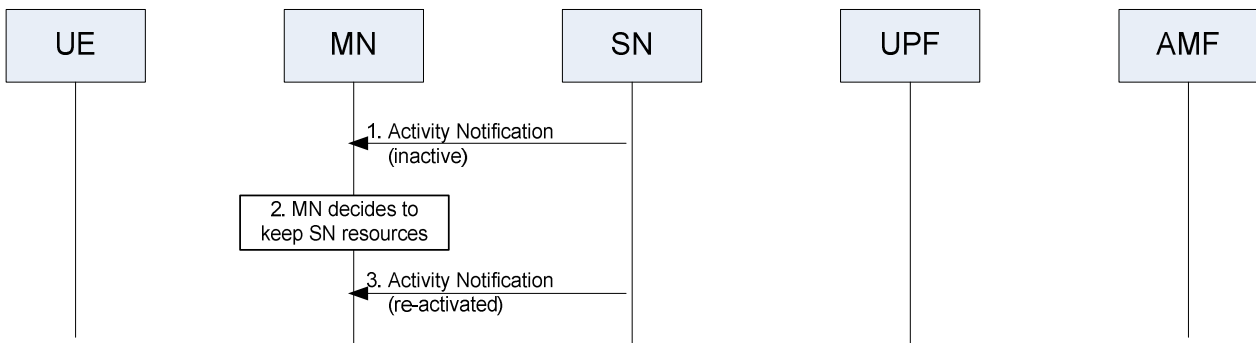 UE
MN
SN
UPF
AMF
1. Activity Notification
(inactive)
2. MN decides to
keep SN resources
3. Activity Notification
(re-activated)